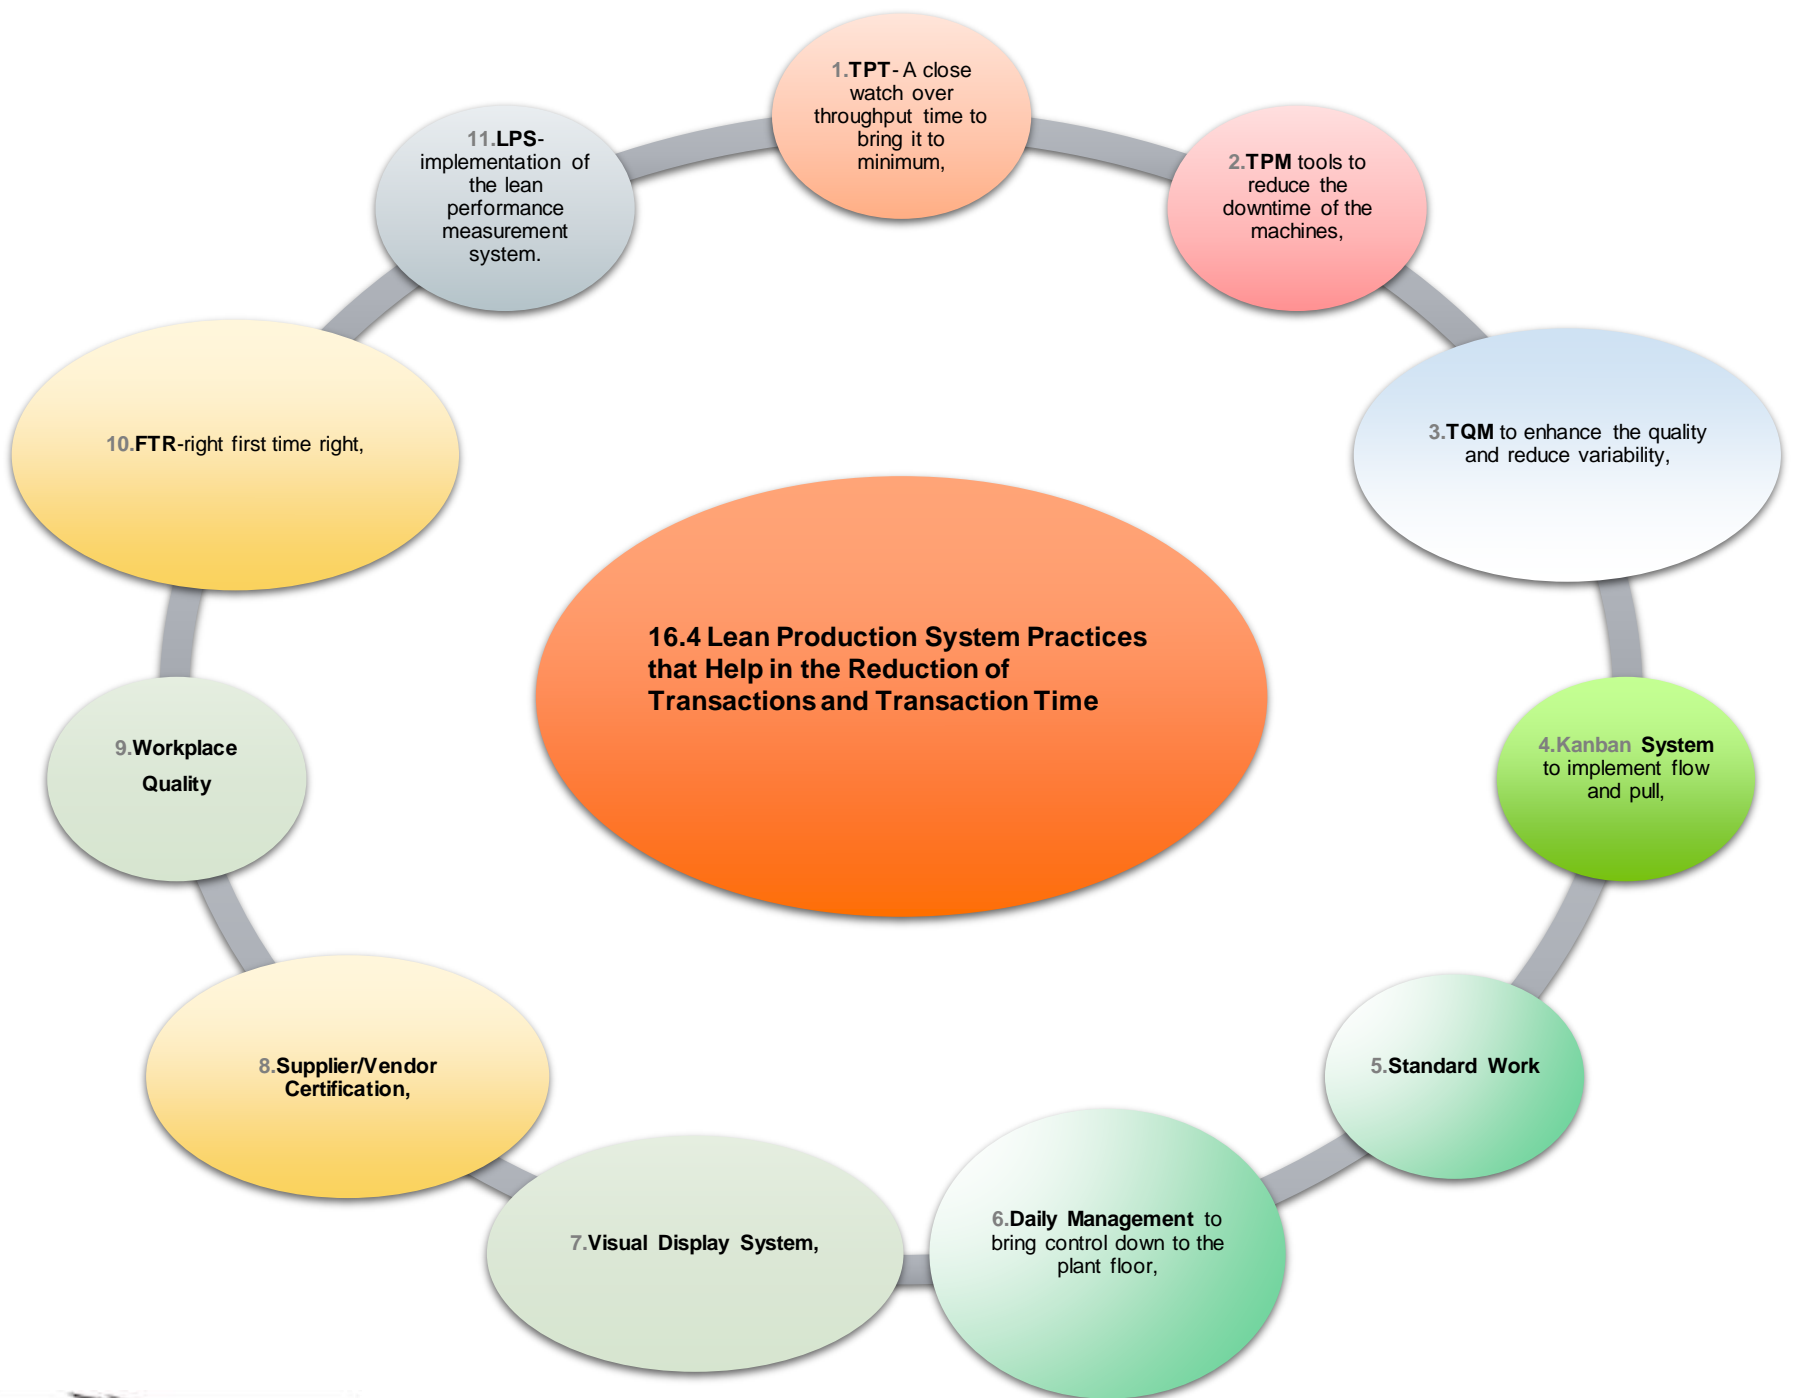 16.4 Lean Production System Practices
that Help in the Reduction of
Transactions and Transaction Time
1.TPT- A close
watch over
throughput time to
bring it to
minimum,
2.TPM tools to
reduce the
downtime of the
machines,
3.TQM to enhance the quality
and reduce variability,
4.Kanban System
to implement flow
and pull,
5.Standard Work
6.Daily Management to
bring control down to the
plant floor,
7.Visual Display System,
8.Supplier/Vendor
Certification,
9.Workplace
Quality
10.FTR-right first time right,
11.LPS-
implementation of
the lean
performance
measurement
system.